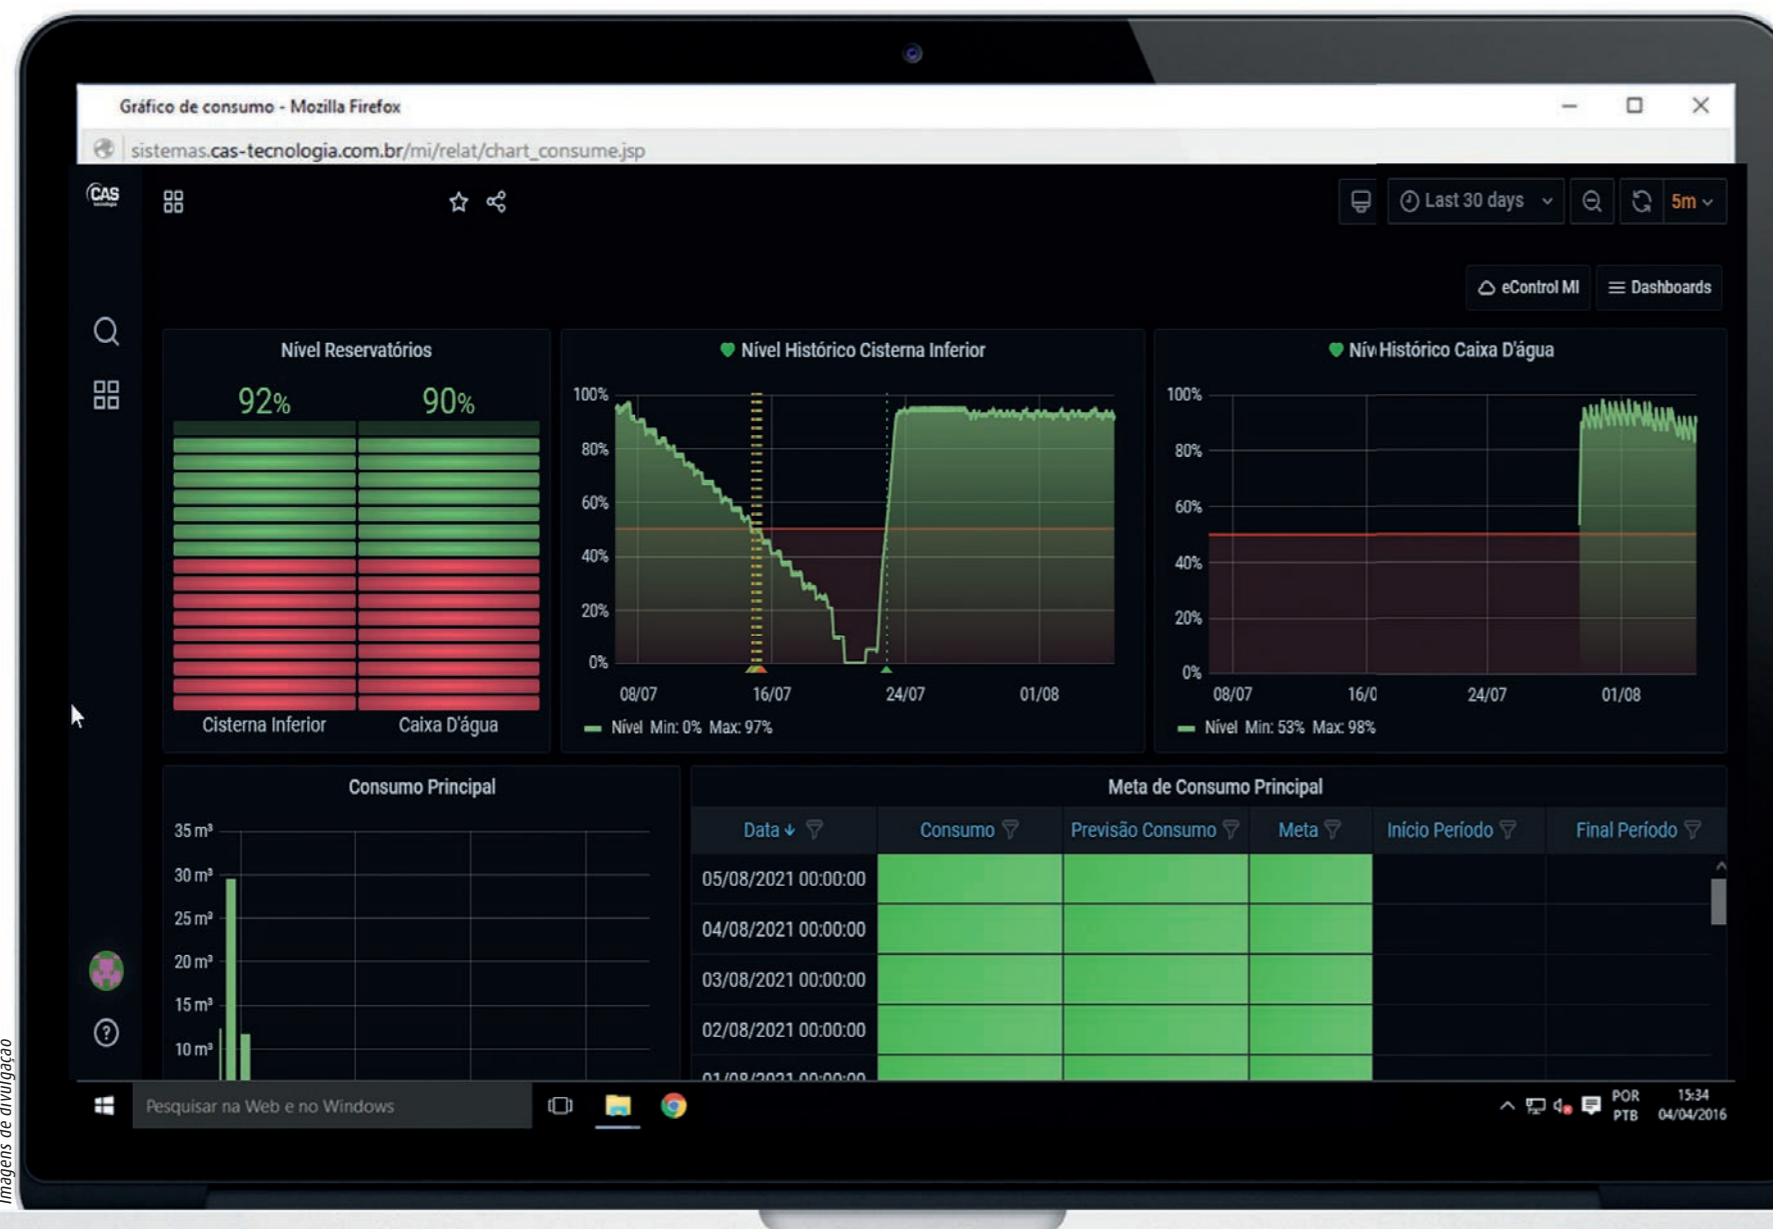 Gráfico de consumo - Mozilla Firefox
sistemas.cas-tecnologia.com.br/mi/relat/chart_consume.jsp
CAS
tecnologia
Last 30 days
5m
eControl MI
Dashboards
Nível Reservatórios
92%
90%
Cisterna Inferior
Caixa D'água
Nível Histórico Cisterna Inferior
100%
80%
60%
40%
20%
0%
08/07
16/07
24/07
01/08
Nível Min: 0% Max: 97%
Nív Histórico Caixa D'água
100%
80%
60%
40%
20%
0%
08/07
16/0
24/07
01/08
Nível Min: 53% Max: 98%
Consumo Principal
35 m³
30 m³
25 m³
20 m³
15 m³
10 m³
Meta de Consumo Principal
Data Consumo Previsão Consumo Meta Início Período Final Período
05/08/2021 00:00:00
04/08/2021 00:00:00
03/08/2021 00:00:00
02/08/2021 00:00:00
01/08/2021 00:00:00
Pesquisar na Web e no Windows
POR
PTB
15:34
04/04/2016
Imagens de divulgação